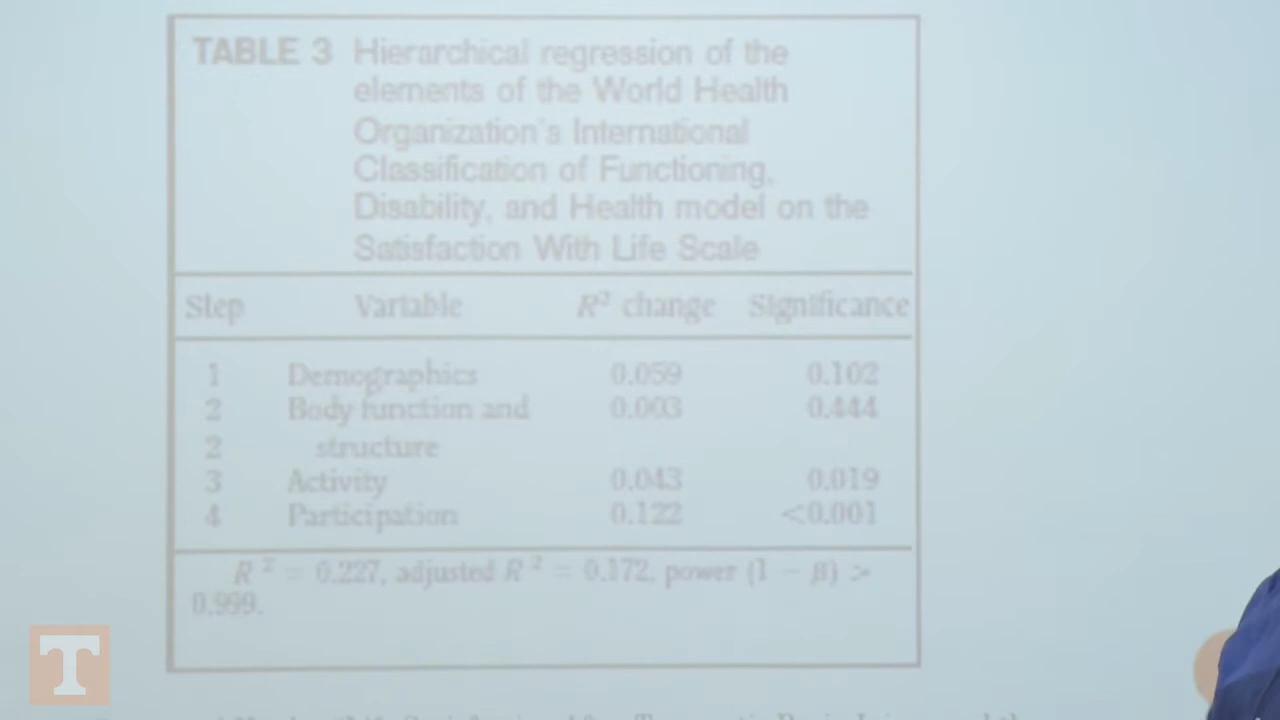 TABLE 3 Hierarchical regression of the
elements of the World Health
Organization's International
Classification of Functioning,
Disability, and Health model on the
Satisfaction With Life Scale
Step Variable R² change Significance
1 Demographics 0.059 0.102
2 Body function and 0.003 0.444
2 structure
3 Activity 0.043 0.019
4 Participation 0.122 <0.001
R² = 0.227, adjusted R² = 0.172, power (1 − β) >
0.999.
T